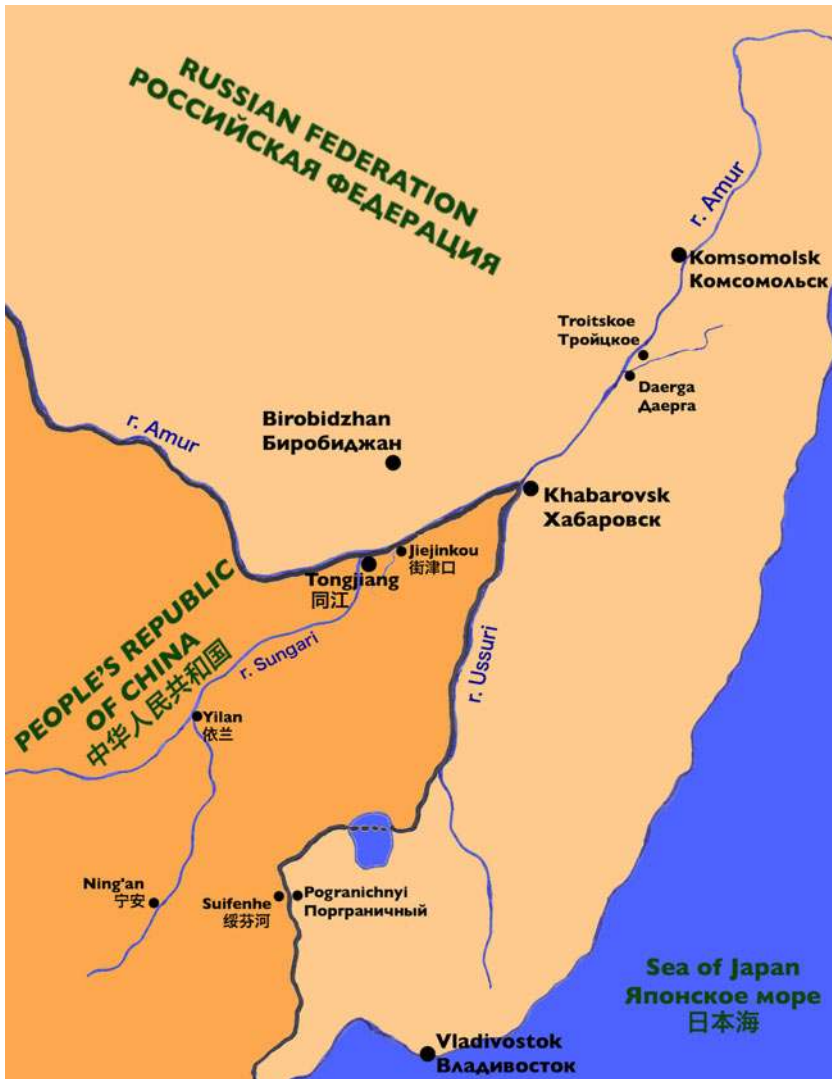 RUSSIAN FEDERATION
РОССИЙСКАЯ ФЕДЕРАЦИЯ
r. Amur
Komsomolsk
Комсомольск
Troitskoe
Тройцкое
Daerga
Даерга
r. Amur
Birobidzhan
Биробиджан
Khabarovsk
Хабаровск
Jiejinkou
街津口
Tongjiang
同江
PEOPLE'S REPUBLIC
OF CHINA
中华人民共和国
r. Sungari
r. Ussuri
Yilan
依兰
Ning'an
宁安
Suifenhe
绥芬河
Pogranichnyi
Порграничный
Sea of Japan
Японское море
日本海
Vladivostok
Владивосток